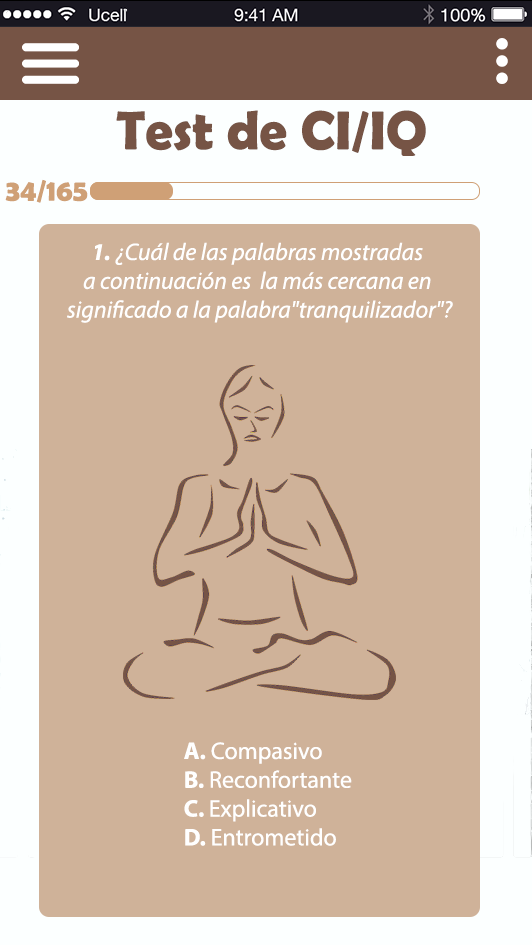 Ucell 9:41 AM 100%
Test de CI/IQ
34/165
1. ¿Cuál de las palabras mostradas
a continuación es la más cercana en
significado a la palabra"tranquilizador"?
A. Compasivo
B. Reconfortante
C. Explicativo
D. Entrometido